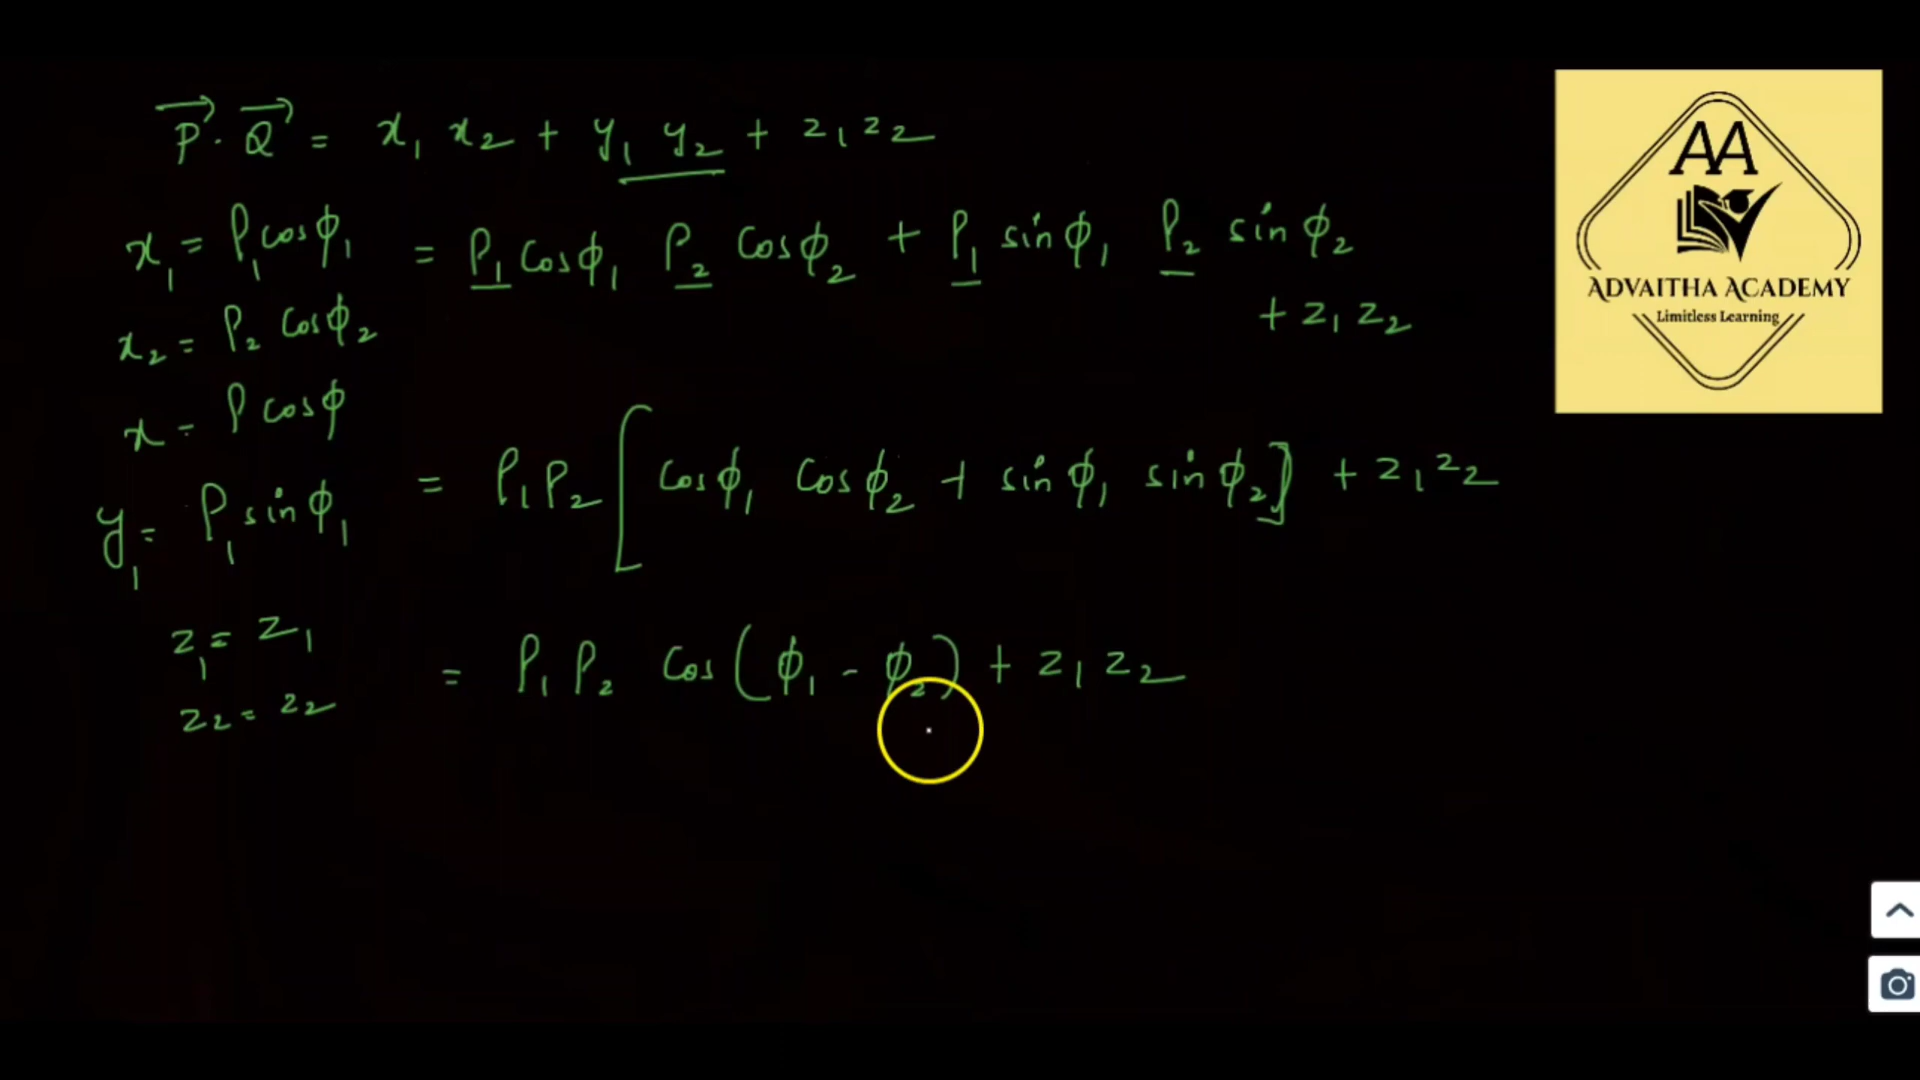 P⃗ · Q⃗ = x₁ x₂ + y₁ y₂ + z₁ z₂
x₁ = ρ₁ cos φ₁ = ρ₁ cos φ₁ ρ₂ cos φ₂ + ρ₁ sin φ₁ ρ₂ sin φ₂
+ z₁ z₂
x₂ = ρ₂ cos φ₂
x = ρ cos φ
y₁ = ρ₁ sin φ₁ = ρ₁ ρ₂ [ cos φ₁ cos φ₂ + sin φ₁ sin φ₂ ] + z₁ z₂
z₁ = z₁
= ρ₁ ρ₂ cos ( φ₁ - φ₂ ) + z₁ z₂
z₂ = z₂
AA
ADVAITHA ACADEMY
Limitless Learning